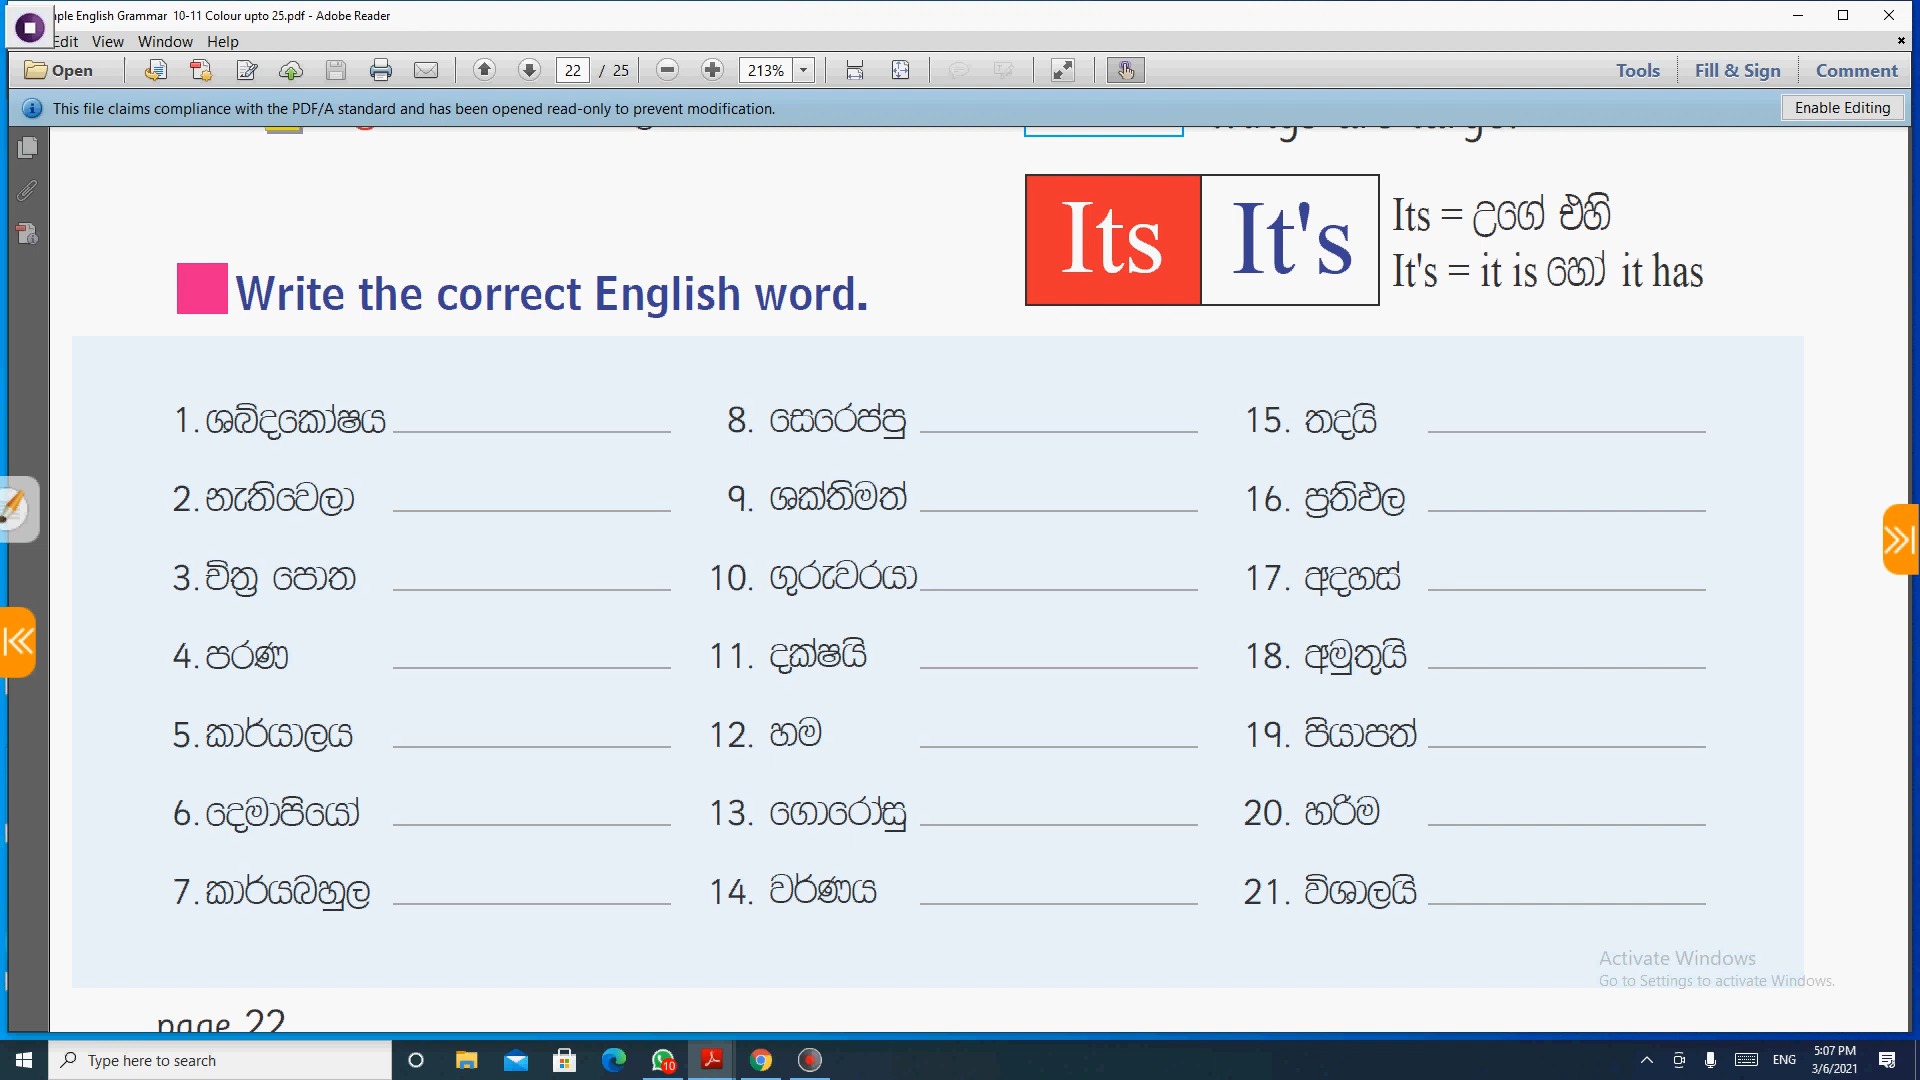 ple English Grammar 10-11 Colour upto 25.pdf - Adobe Reader
Edit View Window Help
Open 22 / 25 213% Tools Fill & Sign Comment
This file claims compliance with the PDF/A standard and has been opened read-only to prevent modification. Enable Editing
Its It's
Its = උගේ එහි
It's = it is හෝ it has
Write the correct English word.
1. ශබ්දකෝෂය
2. නැතිවෙලා
3. චිත්‍ර පොත
4. පරණ
5. කාර්යාලය
6. දෙමාපියෝ
7. කාර්යබහුල
8. සෙරෙප්පු
9. ශක්තිමත්
10. ගුරුවරයා
11. දක්ෂයි
12. හම
13. ගොරෝසු
14. වර්ණය
15. තදයි
16. ප්‍රතිඵල
17. අදහස්
18. අමුතුයි
19. පියාපත්
20. හරිම
21. විශාලයි
Activate Windows
Go to Settings to activate Windows.
page 22
Type here to search
10
ENG
5:07 PM
3/6/2021